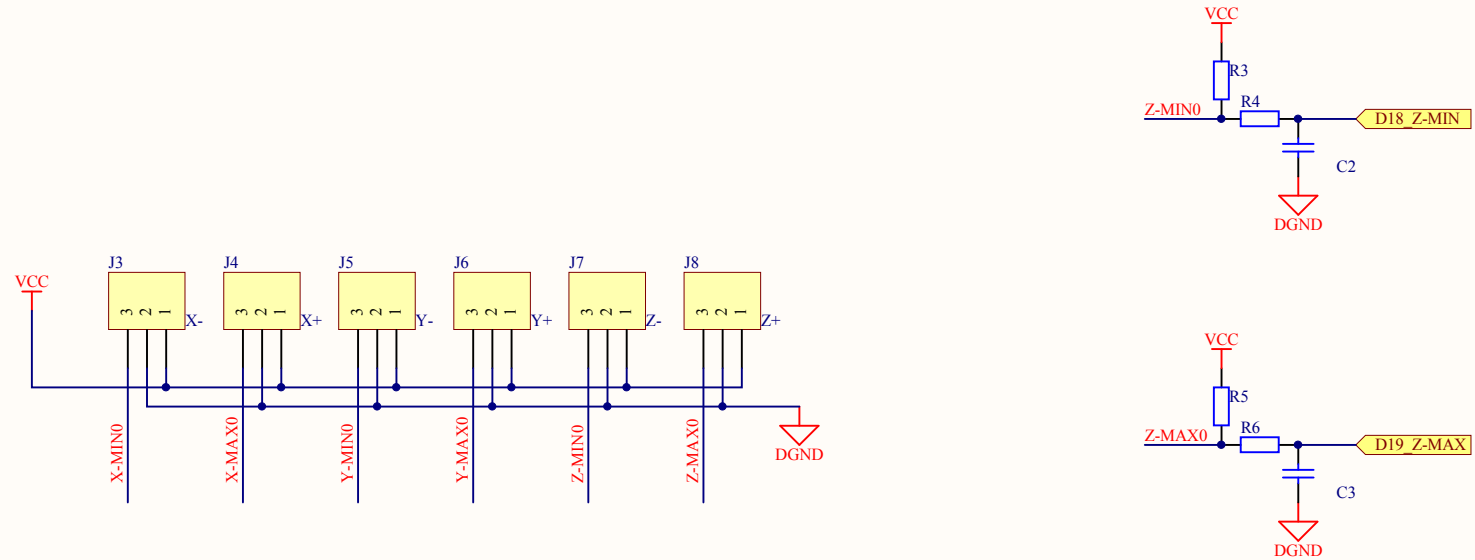 VCC
R3
Z-MIN0
R4
D18_Z-MIN
C2
DGND
J3
J4
J5
J6
J7
J8
VCC
3 2 1
X-
3 2 1
X+
3 2 1
Y-
3 2 1
Y+
3 2 1
Z-
3 2 1
Z+
X-MIN0
X-MAX0
Y-MIN0
Y-MAX0
Z-MIN0
Z-MAX0
DGND
VCC
R5
Z-MAX0
R6
D19_Z-MAX
C3
DGND